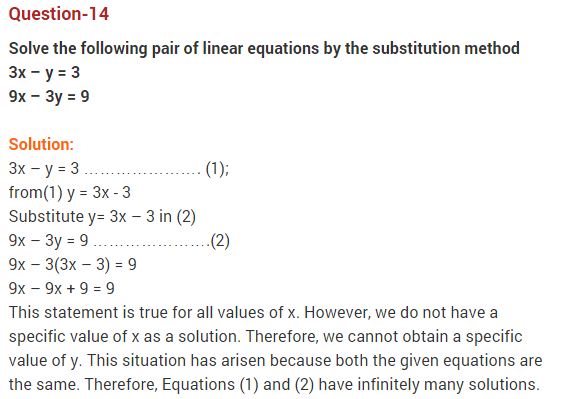 Question-14
Solve the following pair of linear equations by the substitution method
3x – y = 3
9x – 3y = 9
Solution:
3x – y = 3 …………………. (1);
from(1) y = 3x - 3
Substitute y= 3x – 3 in (2)
9x – 3y = 9 ………………….(2)
9x – 3(3x – 3) = 9
9x – 9x + 9 = 9
This statement is true for all values of x. However, we do not have a
specific value of x as a solution. Therefore, we cannot obtain a specific
value of y. This situation has arisen because both the given equations are
the same. Therefore, Equations (1) and (2) have infinitely many solutions.